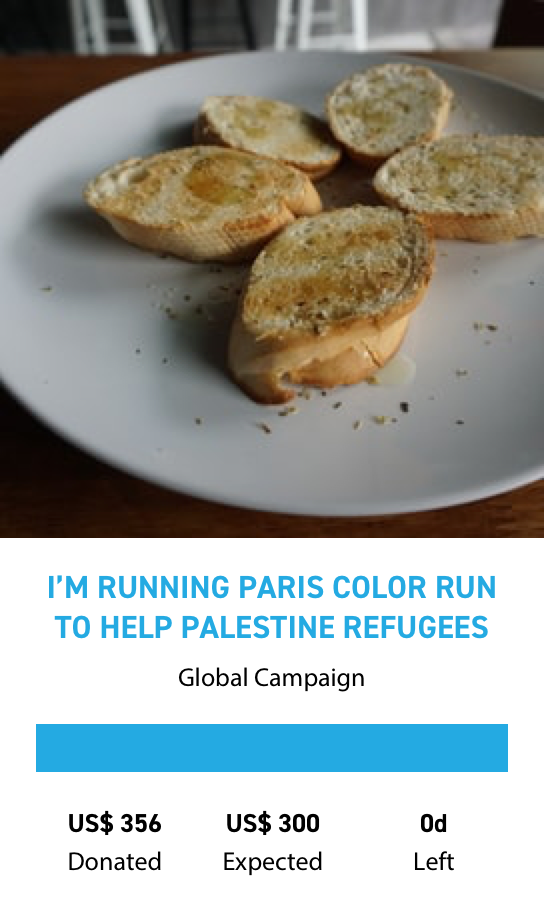 I’M RUNNING PARIS COLOR RUN
TO HELP PALESTINE REFUGEES
Global Campaign
US$ 356 US$ 300 0d
Donated Expected Left